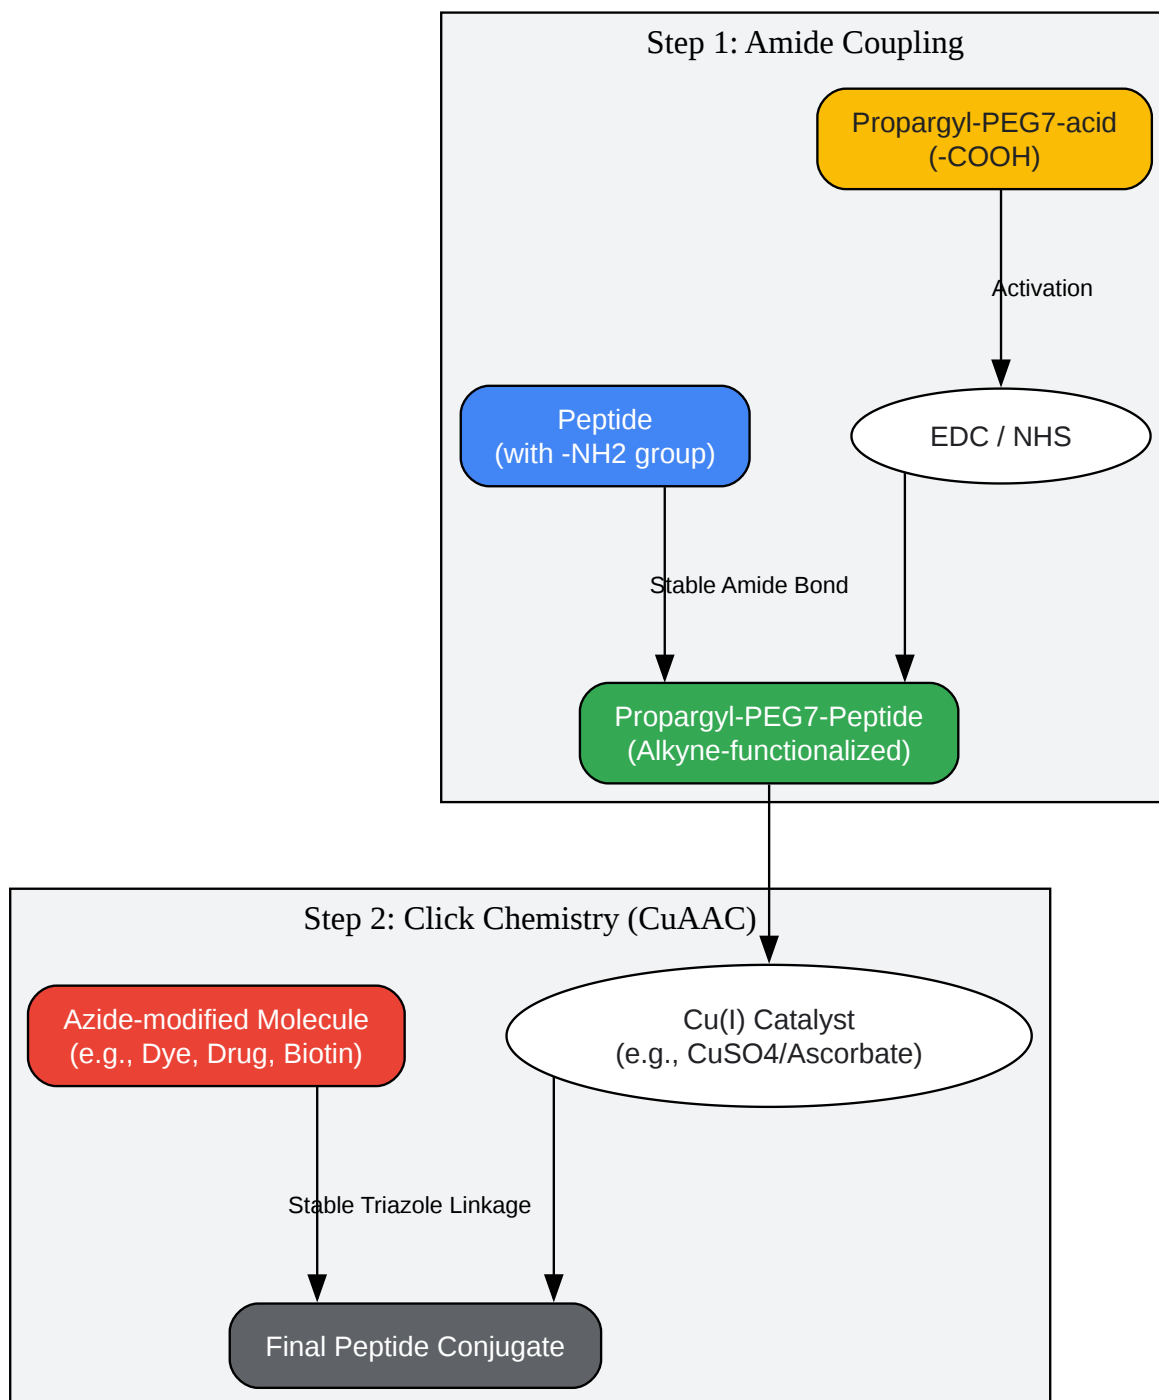 Step 1: Amide Coupling
Propargyl-PEG7-acid
(-COOH)
Activation
Peptide
(with -NH2 group)
EDC / NHS
Stable Amide Bond
Propargyl-PEG7-Peptide
(Alkyne-functionalized)
Step 2: Click Chemistry (CuAAC)
Azide-modified Molecule
(e.g., Dye, Drug, Biotin)
Cu(I) Catalyst
(e.g., CuSO4/Ascorbate)
Stable Triazole Linkage
Final Peptide Conjugate